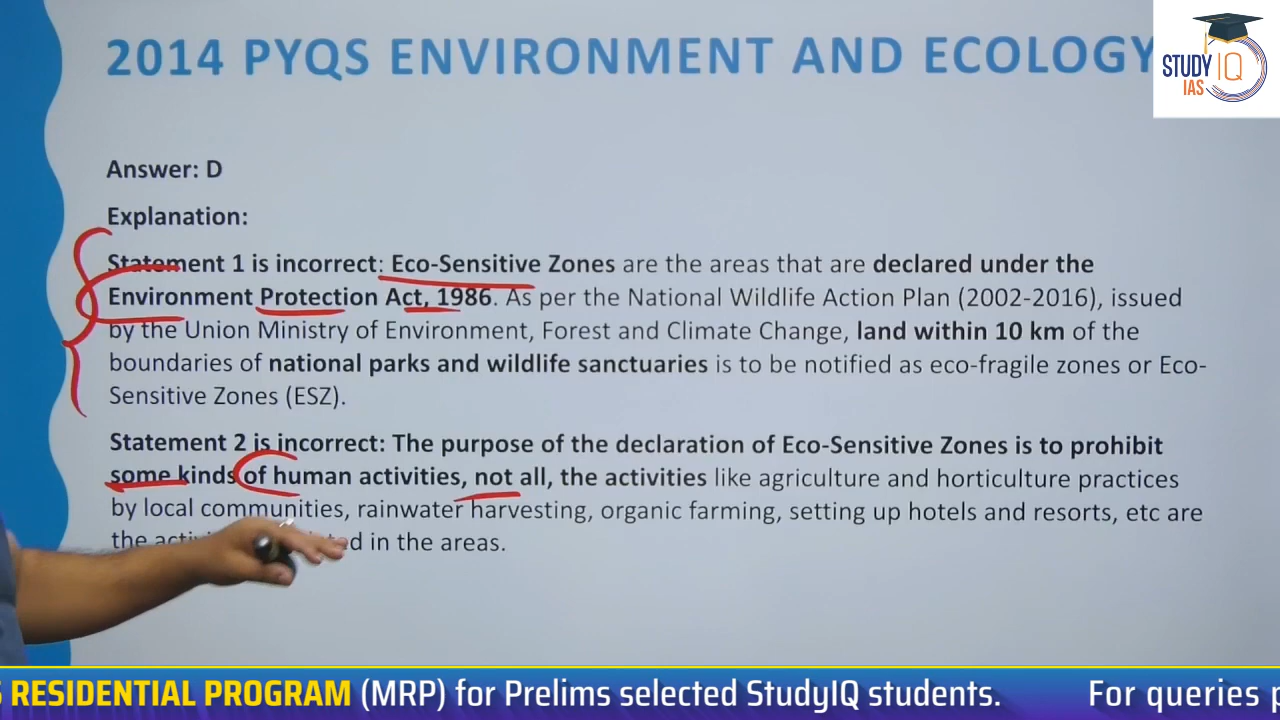 2014 PYQS ENVIRONMENT AND ECOLOGY
STUDY IQ
IAS
Answer: D
Explanation:
Statement 1 is incorrect: Eco-Sensitive Zones are the areas that are declared under the
Environment Protection Act, 1986. As per the National Wildlife Action Plan (2002-2016), issued
by the Union Ministry of Environment, Forest and Climate Change, land within 10 km of the
boundaries of national parks and wildlife sanctuaries is to be notified as eco-fragile zones or Eco-
Sensitive Zones (ESZ).
Statement 2 is incorrect: The purpose of the declaration of Eco-Sensitive Zones is to prohibit
some kinds of human activities, not all, the activities like agriculture and horticulture practices
by local communities, rainwater harvesting, organic farming, setting up hotels and resorts, etc are
the in the areas.
RESIDENTIAL PROGRAM (MRP) for Prelims selected StudyIQ students. For queries